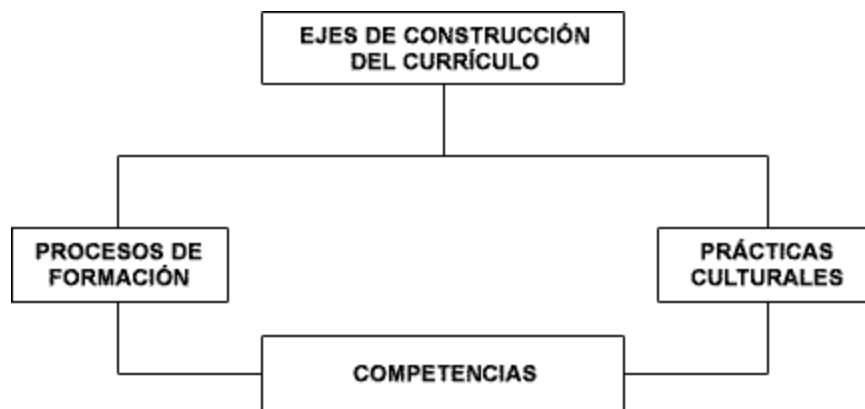 EJES DE CONSTRUCCIÓN
DEL CURRÍCULO
PROCESOS DE
FORMACIÓN
PRÁCTICAS
CULTURALES
COMPETENCIAS